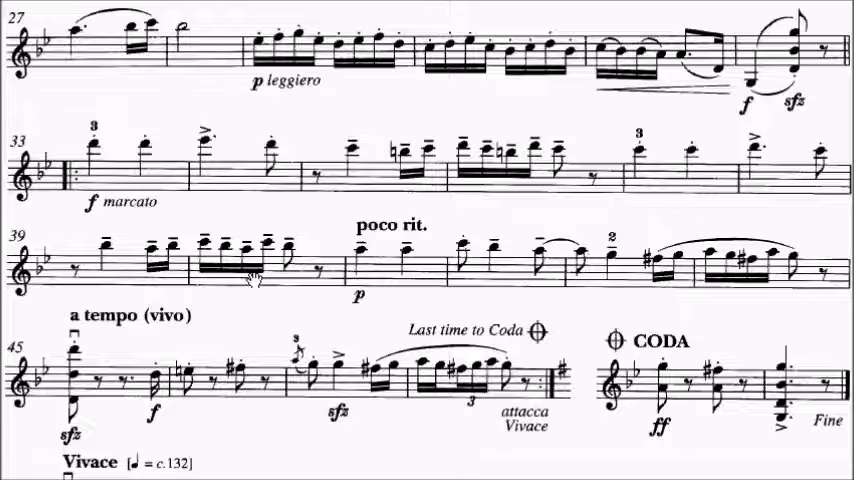 27
p leggiero
f sfz
33 3 3
f marcato
39 poco rit. 2
p
a tempo (vivo)
Last time to Coda CODA
45 3
3
sfz f sfz attacca ff Fine
Vivace
Vivace [♩ = c.132]